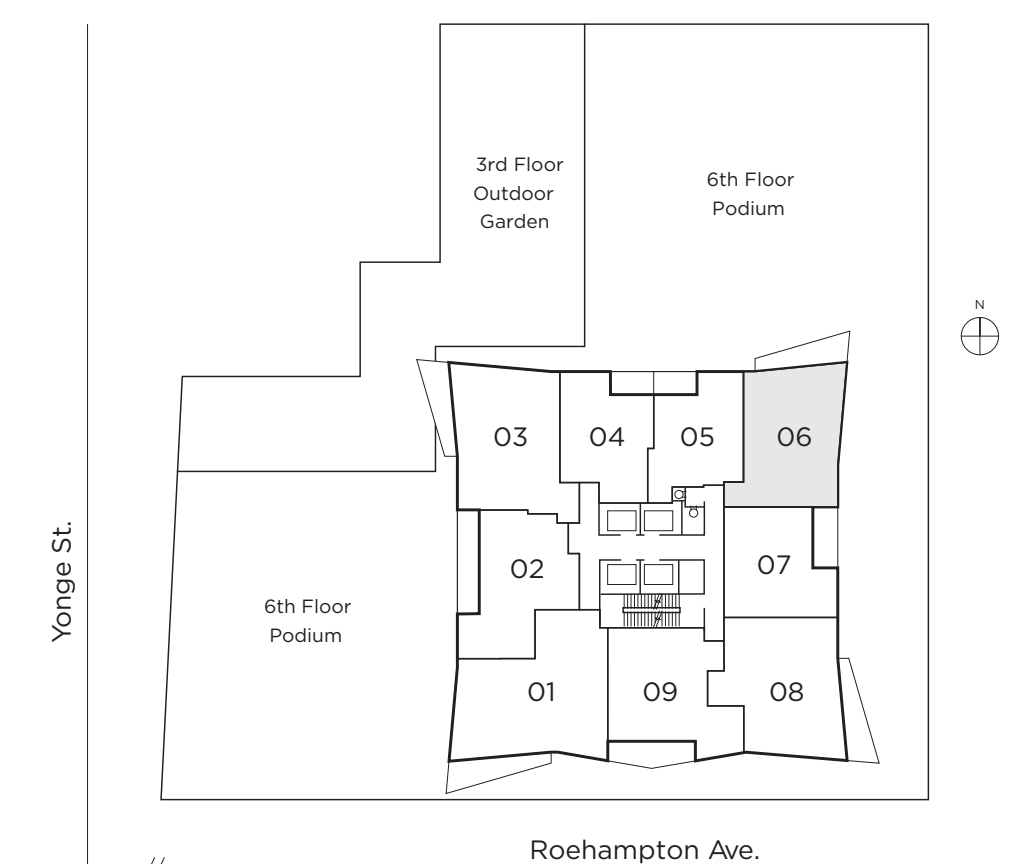 3rd Floor
Outdoor
Garden
6th Floor
Podium
N
03
04
05
06
02
07
6th Floor
Podium
01
09
08
Yonge St.
Roehampton Ave.